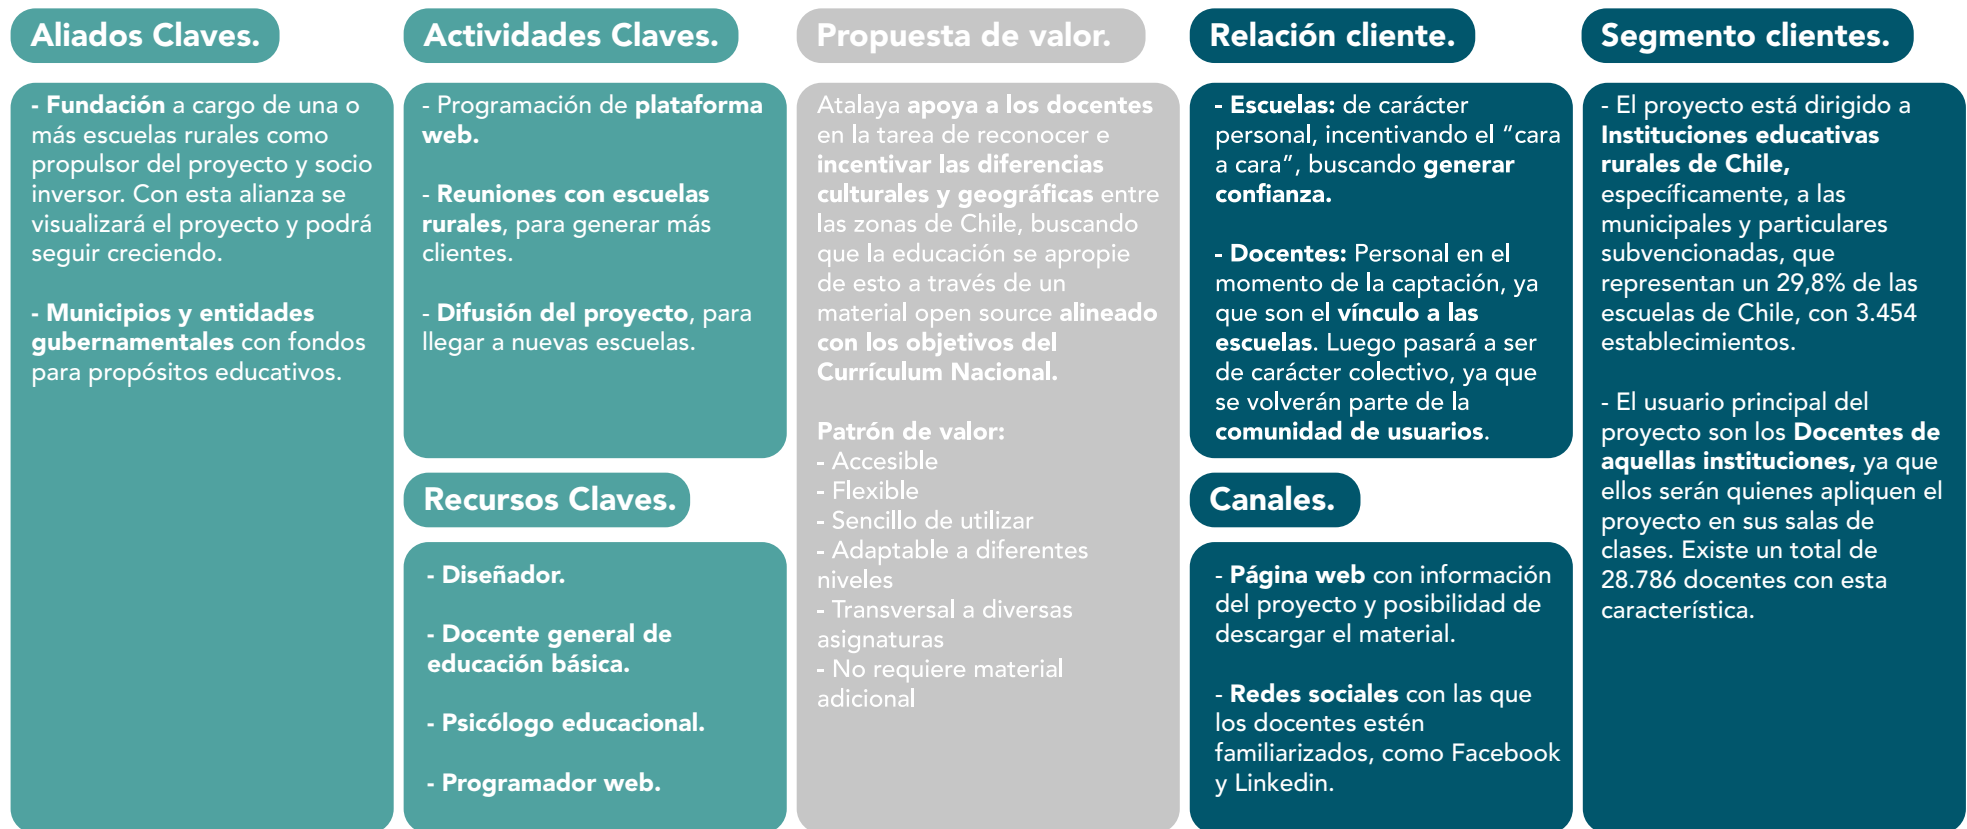 Aliados Claves.
- Fundación a cargo de una o
más escuelas rurales como
propulsor del proyecto y socio
inversor. Con esta alianza se
visualizará el proyecto y podrá
seguir creciendo.
- Municipios y entidades
gubernamentales con fondos
para propósitos educativos.
Actividades Claves.
- Programación de plataforma
web.
- Reuniones con escuelas
rurales, para generar más
clientes.
- Difusión del proyecto, para
llegar a nuevas escuelas.
Recursos Claves.
- Diseñador.
- Docente general de
educación básica.
- Psicólogo educacional.
- Programador web.
Propuesta de valor.
Atalaya apoya a los docentes
en la tarea de reconocer e
incentivar las diferencias
culturales y geográficas entre
las zonas de Chile, buscando
que la educación se apropie
de esto a través de un
material open source alineado
con los objetivos del
Currículum Nacional.
Patrón de valor:
- Accesible
- Flexible
- Sencillo de utilizar
- Adaptable a diferentes
niveles
- Transversal a diversas
asignaturas
- No requiere material
adicional
Relación cliente.
- Escuelas: de carácter
personal, incentivando el “cara
a cara”, buscando generar
confianza.
- Docentes: Personal en el
momento de la captación, ya
que son el vínculo a las
escuelas. Luego pasará a ser
de carácter colectivo, ya que
se volverán parte de la
comunidad de usuarios.
Canales.
- Página web con información
del proyecto y posibilidad de
descargar el material.
- Redes sociales con las que
los docentes estén
familiarizados, como Facebook
y Linkedin.
Segmento clientes.
- El proyecto está dirigido a
Instituciones educativas
rurales de Chile,
específicamente, a las
municipales y particulares
subvencionadas, que
representan un 29,8% de las
escuelas de Chile, con 3.454
establecimientos.
- El usuario principal del
proyecto son los Docentes de
aquellas instituciones, ya que
ellos serán quienes apliquen el
proyecto en sus salas de
clases. Existe un total de
28.786 docentes con esta
característica.